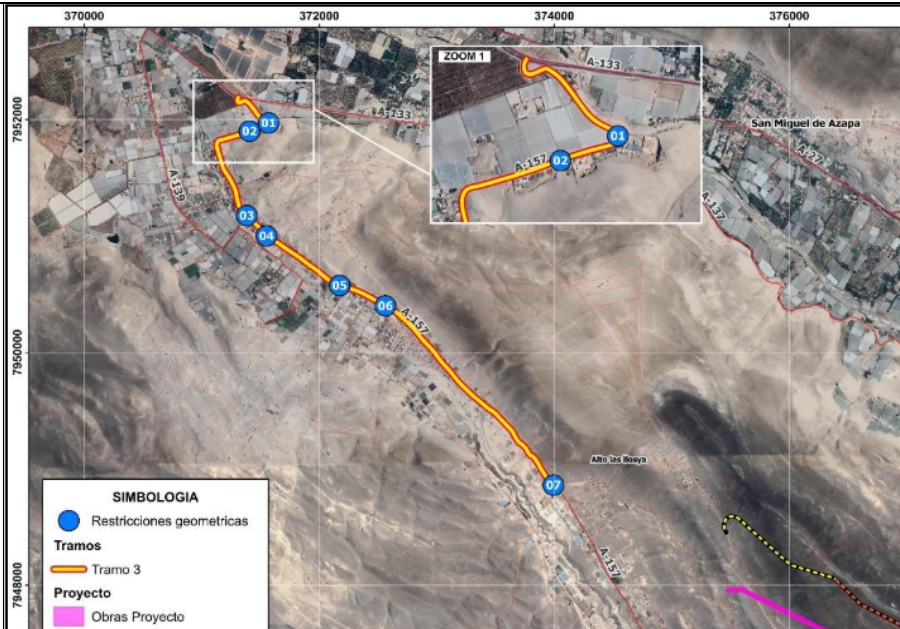 370000
372000
374000
376000
ZOOM 1
A-133
01
A-157
02
San Miguel de Azapa
A-27
A-137
7952000
01
02
A-133
A-139
03
04
05
06
A-157
7950000
Alto las Ilosya
07
A-157
7948000
SIMBOLOGIA
Restricciones geometricas
Tramos
Tramo 3
Proyecto
Obras Proyecto